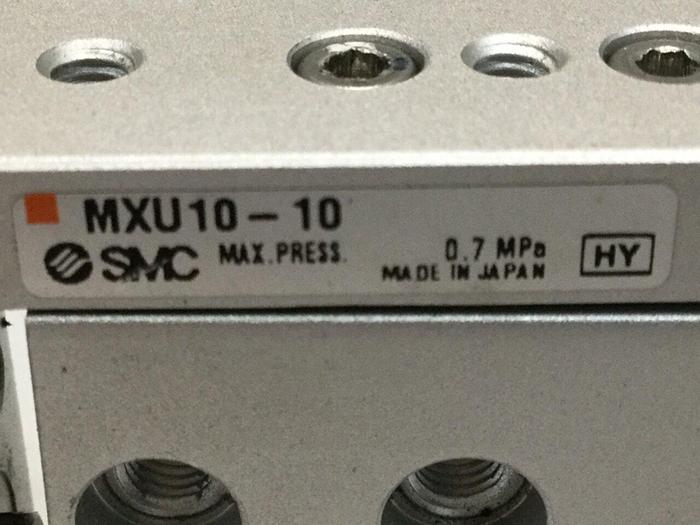 MXU10-10
SMC MAX.PRESS. 0.7 MPa
MADE IN JAPAN
HY